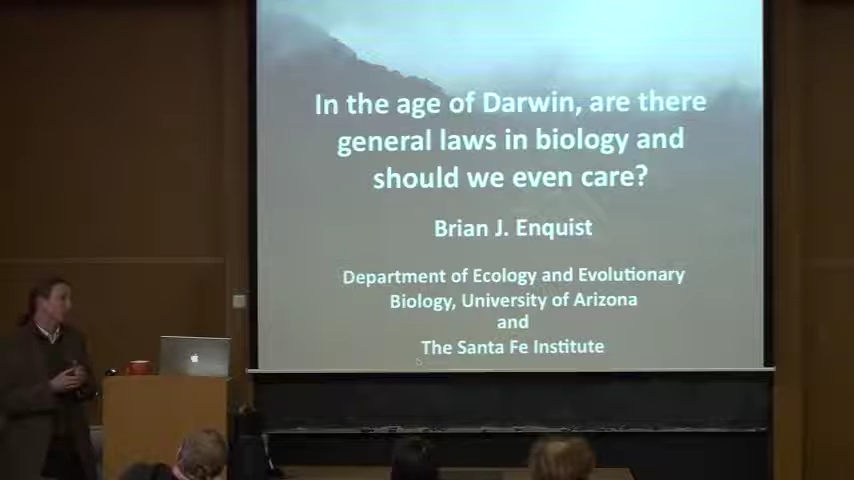 In the age of Darwin, are there
general laws in biology and
should we even care?
Brian J. Enquist
Department of Ecology and Evolutionary
Biology, University of Arizona
and
The Santa Fe Institute